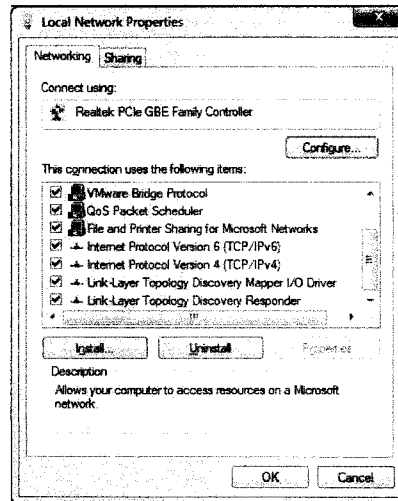 Local Network Properties
Networking
Sharing
Connect using:
Realtek PCIe GBE Family Controller
Configure...
This connection uses the following items:
VMware Bridge Protocol
QoS Packet Scheduler
File and Printer Sharing for Microsoft Networks
Internet Protocol Version 6 (TCP/IPv6)
Internet Protocol Version 4 (TCP/IPv4)
Link-Layer Topology Discovery Mapper I/O Driver
Link-Layer Topology Discovery Responder
Install...
Uninstall
Properties
Description
Allows your computer to access resources on a Microsoft
network.
OK
Cancel